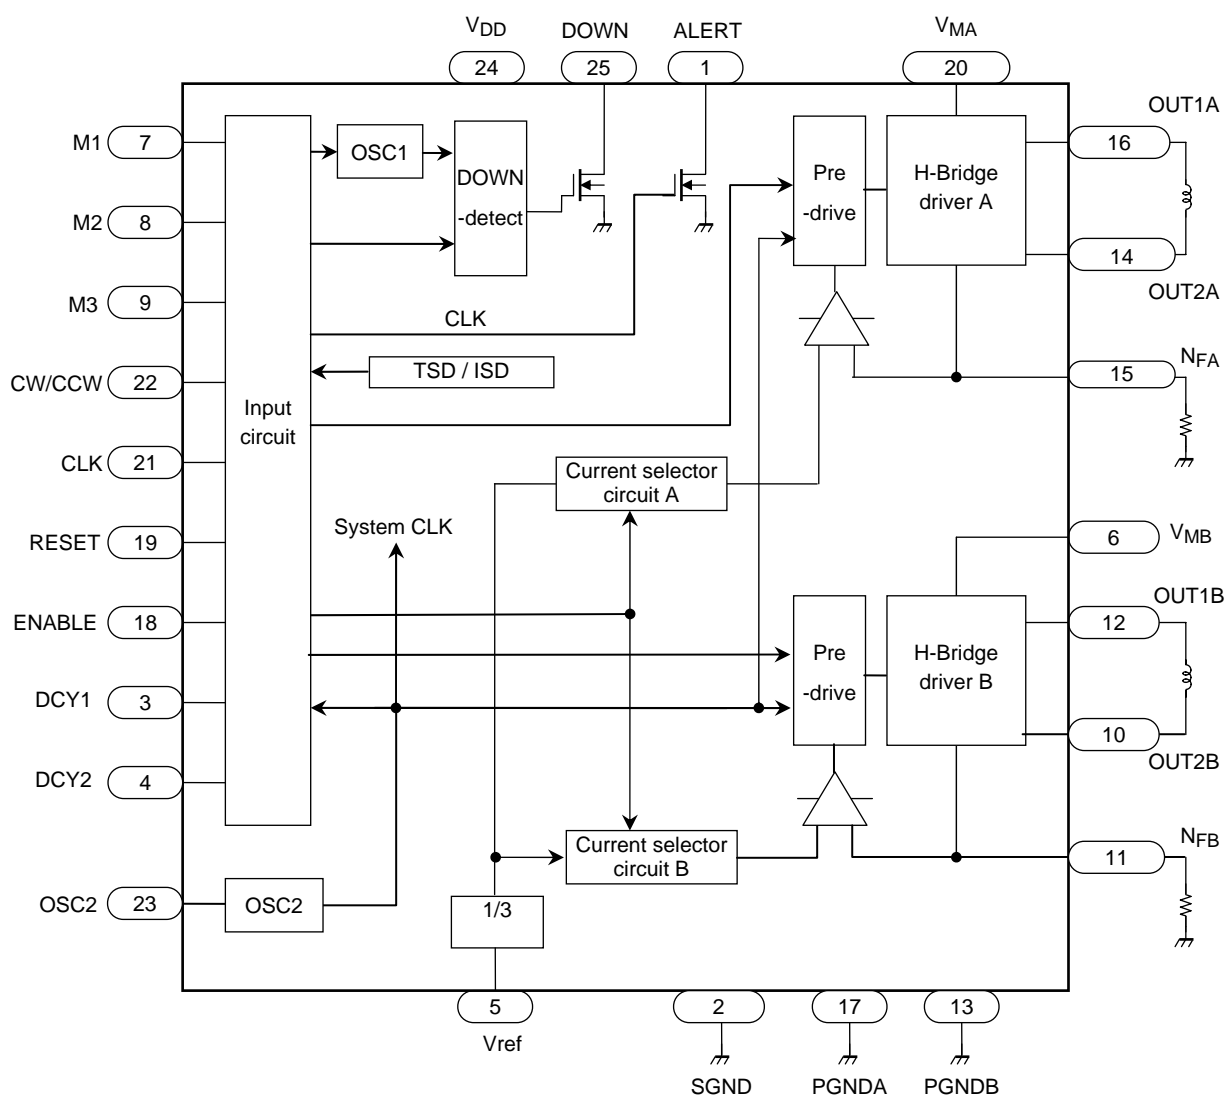 VDD DOWN ALERT VMA
24 25 1 20
OUT1A
M1 7
OSC1
DOWN
-detect
Pre
-drive
H-Bridge
driver A
16
M2 8
14
OUT2A
M3 9
CLK
TSD / ISD
NFA
15
CW/CCW 22
Input
circuit
CLK 21
Current selector
circuit A
System CLK
RESET 19
6 VMB
OUT1B
ENABLE 18
12
Pre
-drive
H-Bridge
driver B
DCY1 3
10
OUT2B
DCY2 4
Current selector
circuit B
NFB
11
OSC2 23
OSC2
1/3
5 2 17 13
Vref
SGND PGNDA PGNDB